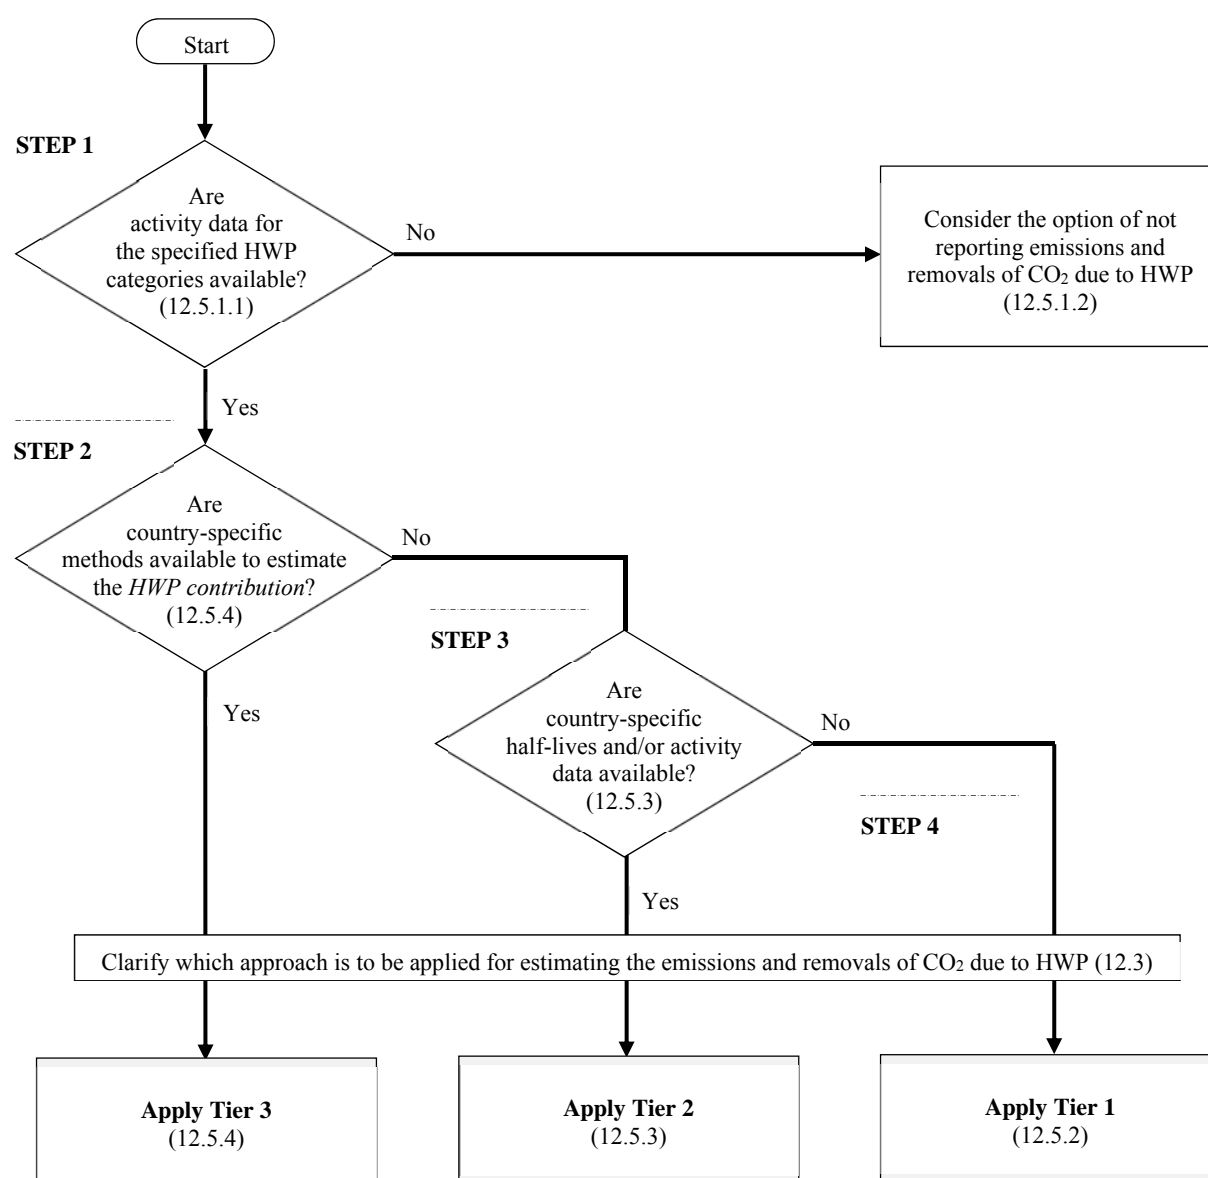 Start
STEP 1
Are
activity data for
the specified HWP
categories available?
(12.5.1.1)
No
Consider the option of not
reporting emissions and
removals of CO₂ due to HWP
(12.5.1.2)
Yes
STEP 2
Are
country-specific
methods available to estimate
the HWP contribution?
(12.5.4)
No
Yes
STEP 3
Are
country-specific
half-lives and/or activity
data available?
(12.5.3)
No
Yes
STEP 4
Clarify which approach is to be applied for estimating the emissions and removals of CO₂ due to HWP (12.3)
Apply Tier 3
(12.5.4)
Apply Tier 2
(12.5.3)
Apply Tier 1
(12.5.2)